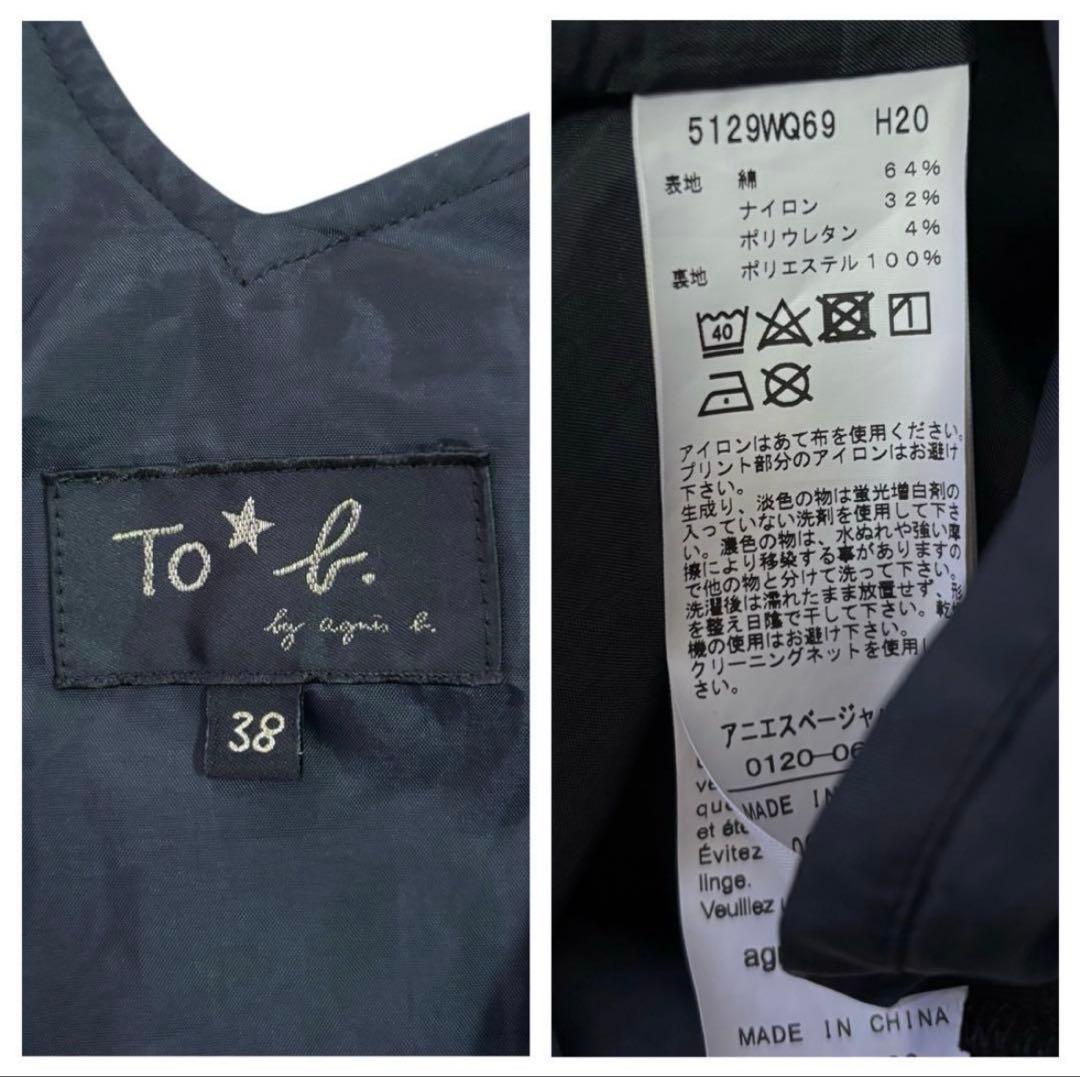 To★b.
by agnès b.
38
5129WQ69 H20
表地 綿 64%
ナイロン 32%
ポリウレタン 4%
裏地 ポリエステル 100%
40
1
アイロンはあて布を使用ください。
プリント部分のアイロンはお避け
下さい。
生成り、淡色の物は蛍光増白剤の
入っていない洗剤を使用して下さ
い。濃色の物は、水ぬれや強い摩
擦により移染する事がありますの
で他の物と分けて洗って下さい。
洗濯後は濡れたまま放置せず、形
を整え日陰で干して下さい。乾燥
機の使用はお避け下さい。
クリーニングネットを使用し
さい。
アニエスベージャ
0120-06
ve
que
MADE IN
et éte
Évitez
linge.
Veuillez
ag
MADE IN CHINA